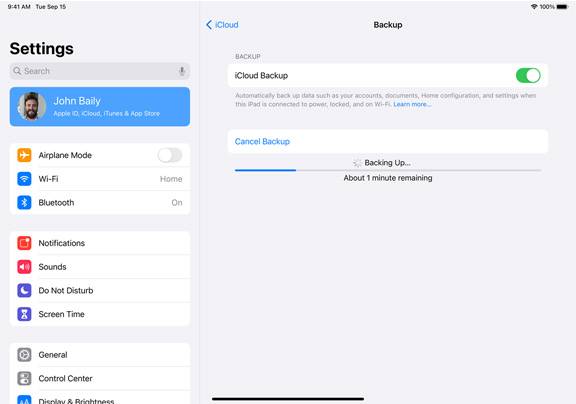 9:41 AM Tue Sep 15
100%
Settings
Search
John Baily
Apple ID, iCloud, iTunes & App Store
Airplane Mode
Wi-Fi Home
Bluetooth On
Notifications
Sounds
Do Not Disturb
Screen Time
General
Control Center
AA Display & Brightness
iCloud
Backup
BACKUP
iCloud Backup
Automatically back up data such as your accounts, documents, Home configuration, and settings when
this iPad is connected to power, locked, and on Wi-Fi. Learn more...
Cancel Backup
Backing Up...
About 1 minute remaining